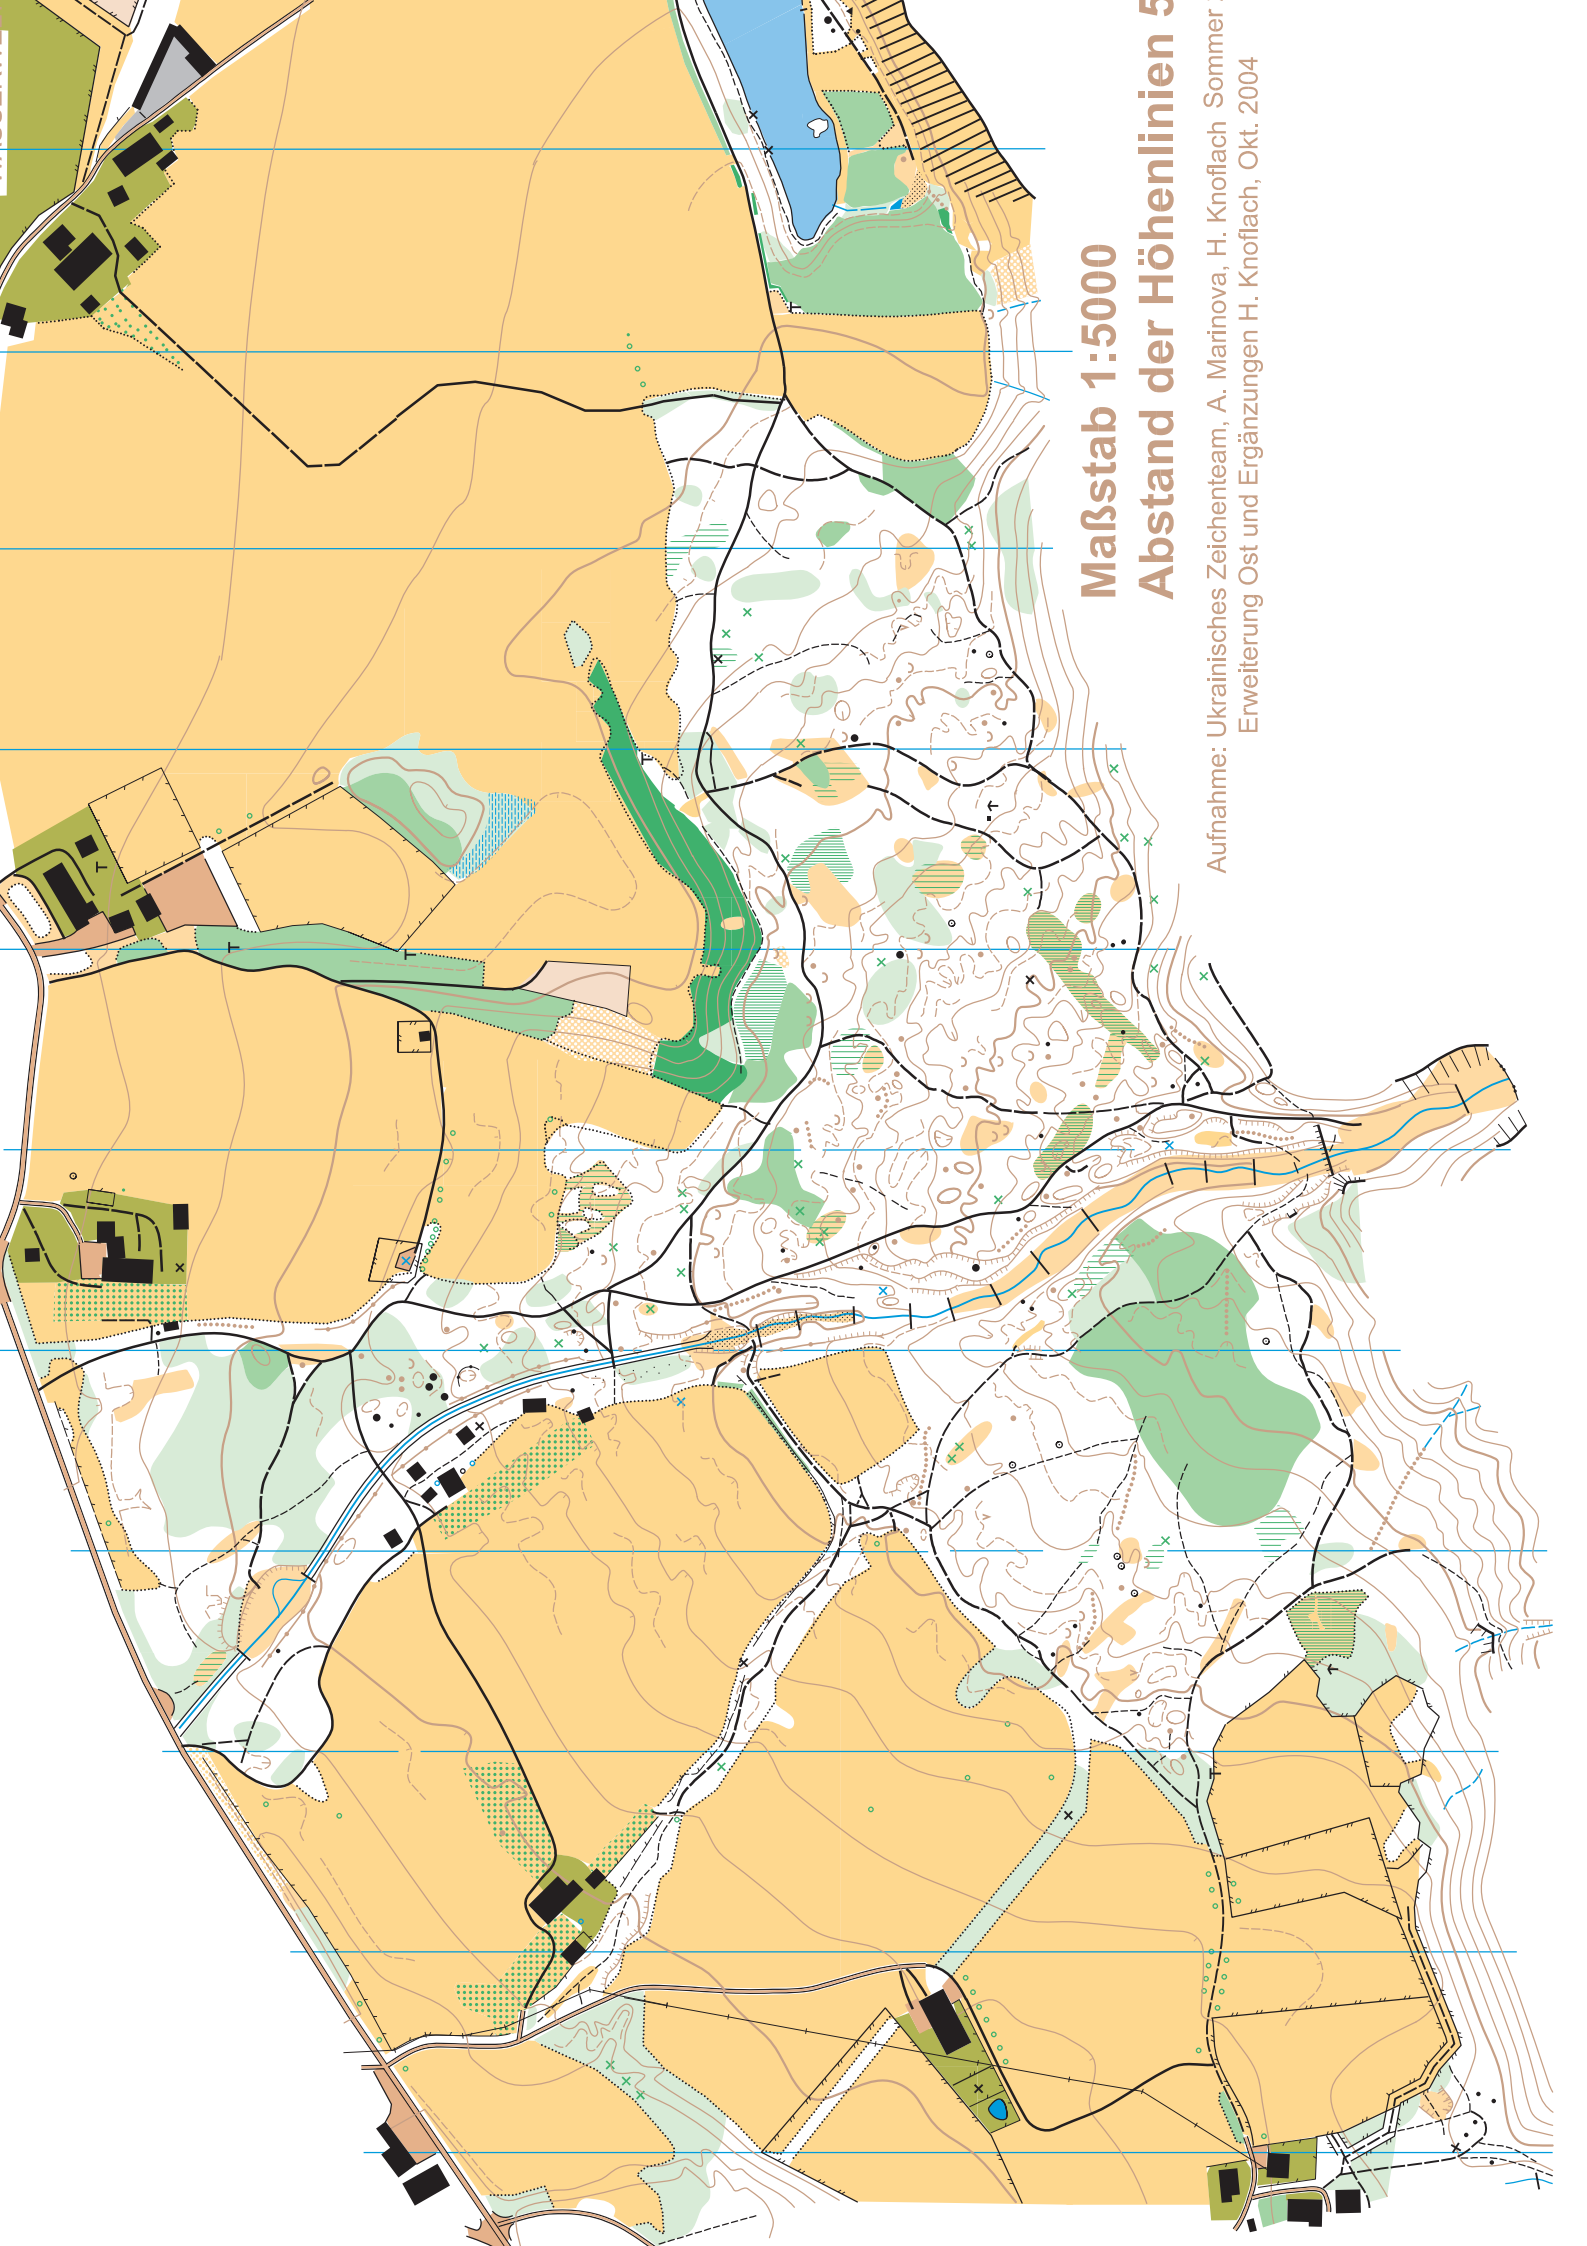 Maßstab 1:5000
Abstand der Höhenlinien 5
Aufnahme: Ukrainisches Zeichenteam, A. Marinova, H. Knoflach Sommer
Erweiterung Ost und Ergänzungen H. Knoflach, Okt. 2004